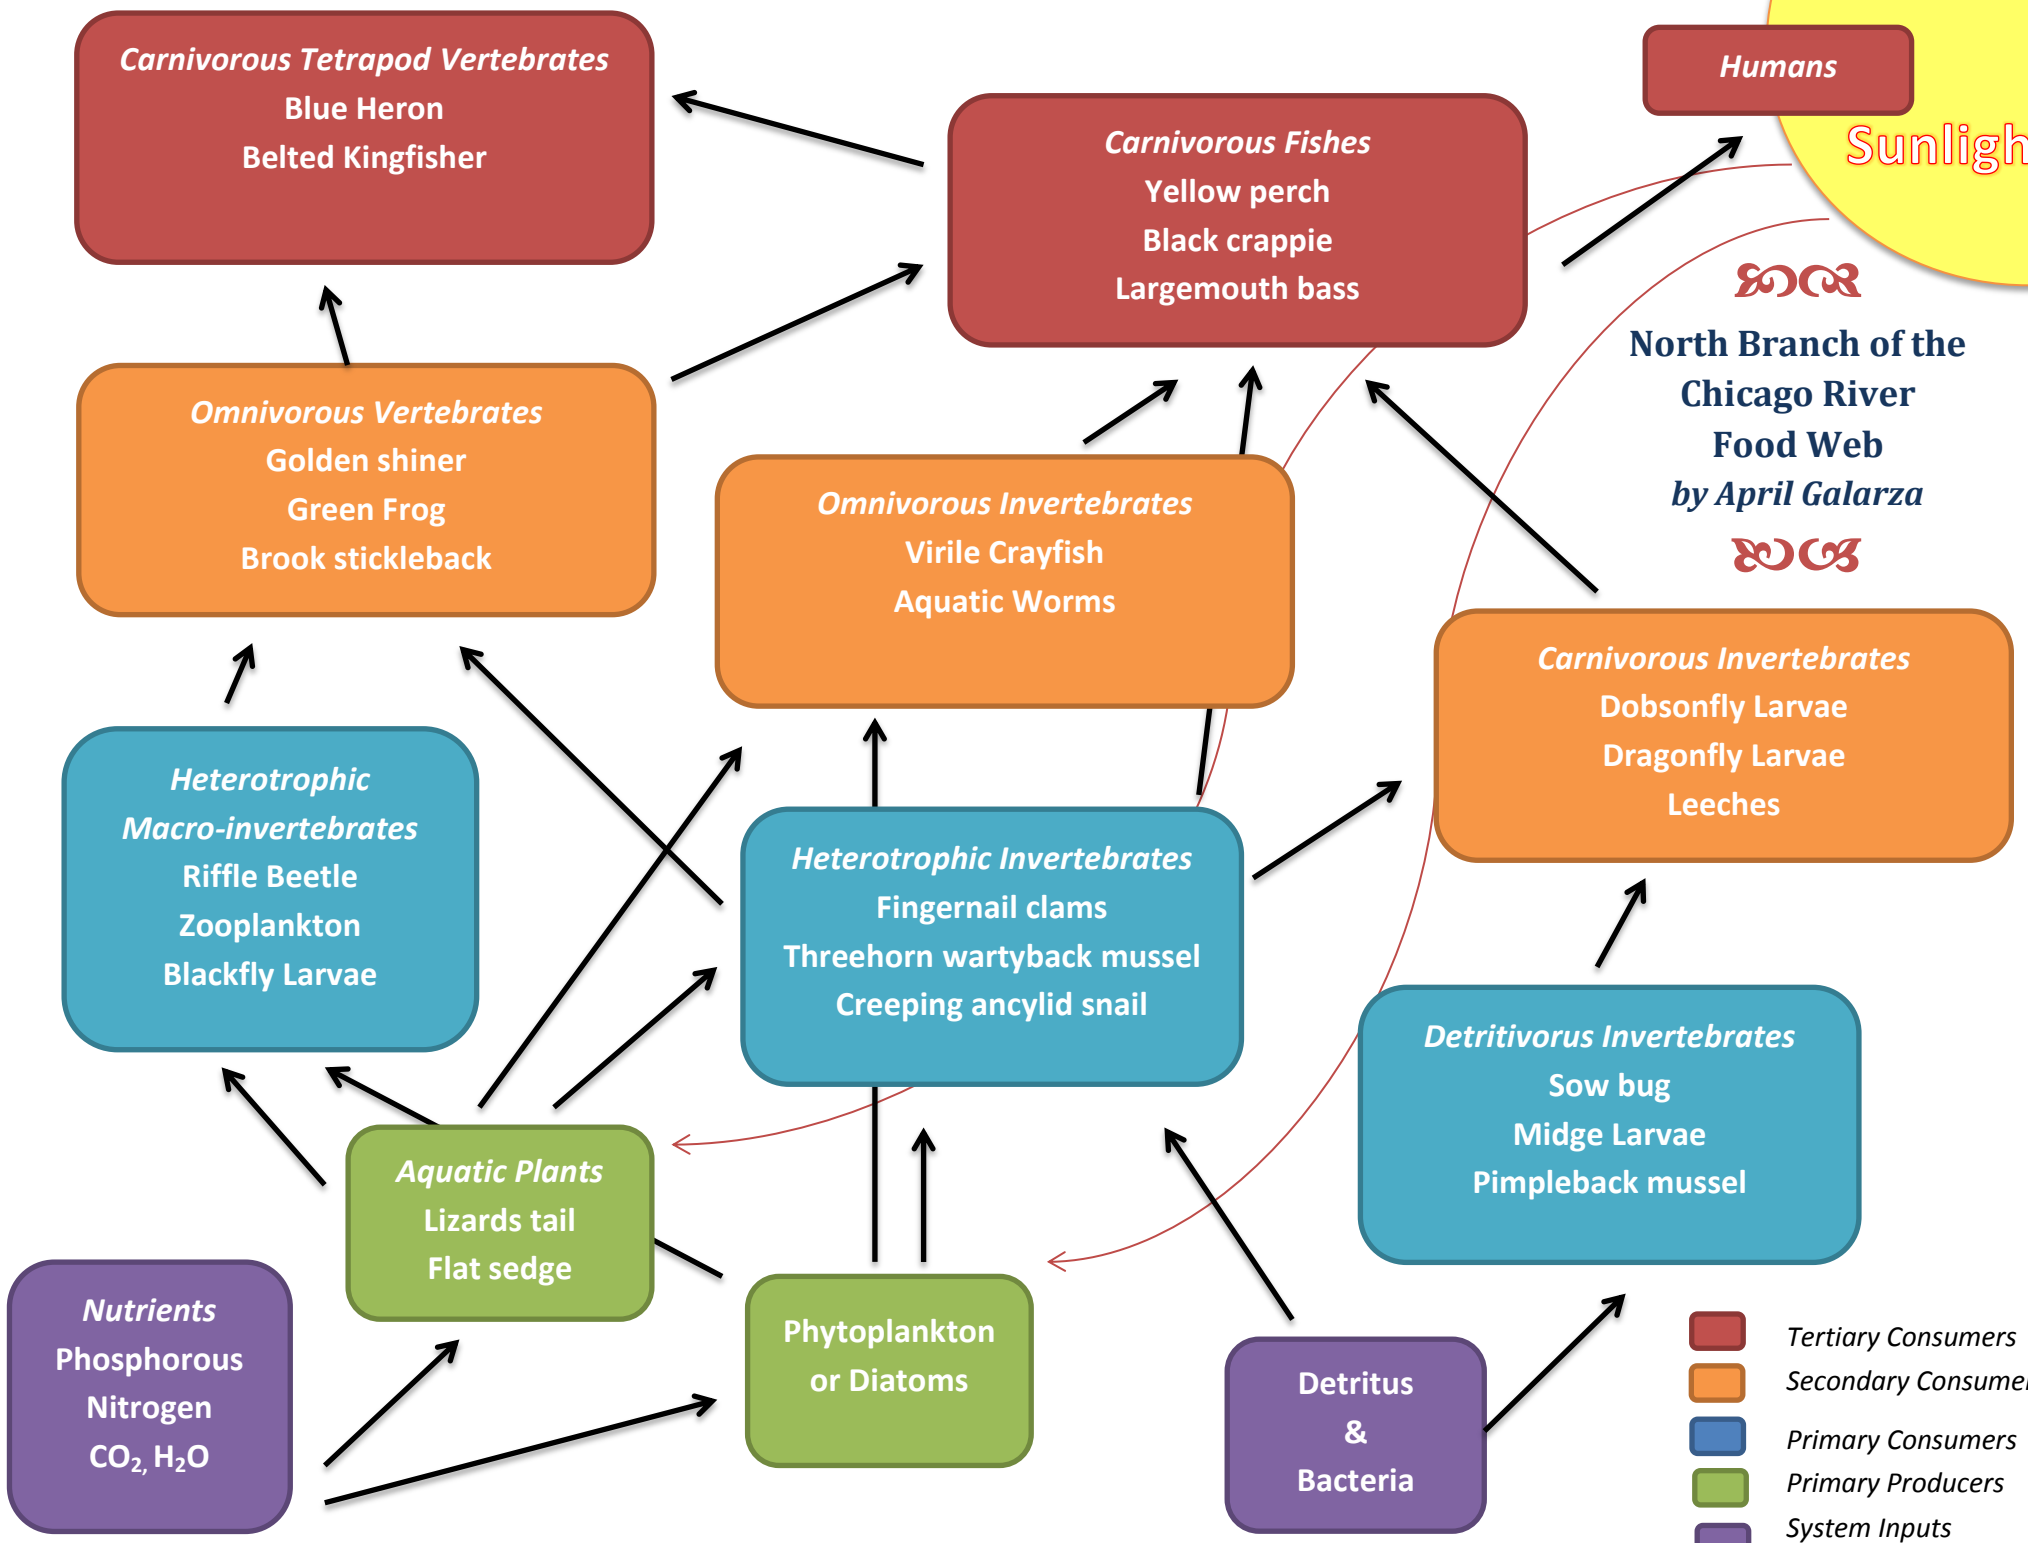 Carnivorous Tetrapod Vertebrates
Blue Heron
Belted Kingfisher
Carnivorous Fishes
Yellow perch
Black crappie
Largemouth bass
Humans
Sunligh
North Branch of the
Chicago River
Food Web
by April Galarza
Omnivorous Vertebrates
Golden shiner
Green Frog
Brook stickleback
Omnivorous Invertebrates
Virile Crayfish
Aquatic Worms
Carnivorous Invertebrates
Dobsonfly Larvae
Dragonfly Larvae
Leeches
Heterotrophic
Macro-invertebrates
Riffle Beetle
Zooplankton
Blackfly Larvae
Heterotrophic Invertebrates
Fingernail clams
Threehorn wartyback mussel
Creeping ancylid snail
Detritivorus Invertebrates
Sow bug
Midge Larvae
Pimpleback mussel
Aquatic Plants
Lizards tail
Flat sedge
Nutrients
Phosphorous
Nitrogen
CO₂, H₂O
Phytoplankton
or Diatoms
Detritus
&
Bacteria
Tertiary Consumers
Secondary Consumer
Primary Consumers
Primary Producers
System Inputs